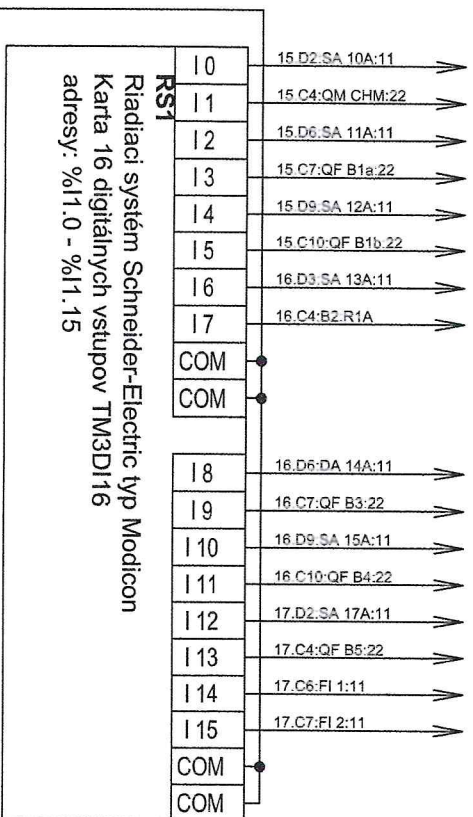 I 0 15.D2:SA 10A:11
I 1 15.C4:QM CHM:22
I 2 15.D6:SA 11A:11
I 3 15.C7:QF B1a:22
I 4 15.D9:SA 12A:11
I 5 15.C10:QF B1b:22
I 6 16.D3:SA 13A:11
I 7 16.C4:B2:R1A
COM
COM
I 8 16.D6:DA 14A:11
I 9 16.C7:QF B3:22
I 10 16.D9:SA 15A:11
I 11 16.C10:QF B4:22
I 12 17.D2:SA 17A:11
I 13 17.C4:QF B5:22
I 14 17.C6:FI 1:11
I 15 17.C7:FI 2:11
COM
COM
RS1
Riadiaci systém Schneider-Electric typ Modicon
Karta 16 digitálnych vstupov TM3DI16
adresy: %I1.0 - %I1.15